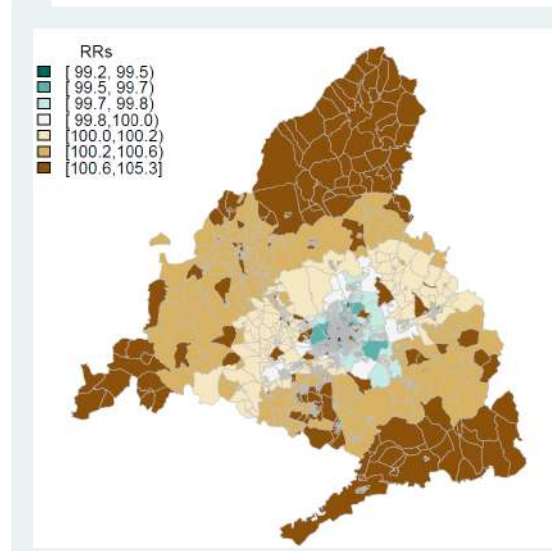 RRs
[ 99.2, 99.5)
[ 99.5, 99.7)
[ 99.7, 99.8)
[ 99.8,100.0)
[100.0,100.2)
[100.2,100.6)
[100.6,105.3]